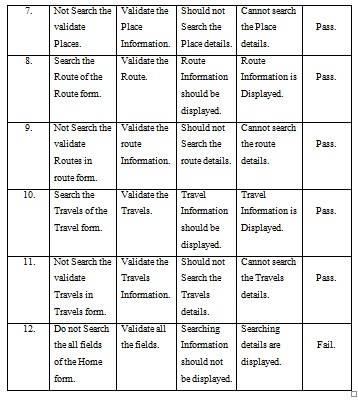 7. Not Search the Validate the Should not Cannot search
validate Place Search the the Place Pass.
Places. Information. Place details. details.
8. Search the Validate the Route Route
Route of the Route. Information Information is Pass.
Route form. should be Displayed.
displayed.
9. Not Search the Validate the Should not Cannot search
validate route Search the the route Pass.
Routes in Information. route details. details.
route form.
10. Search the Validate the Travel Travel
Travels of the Travels. Information Information is Pass.
Travel form. should be Displayed.
displayed.
11. Not Search the Validate the Should not Cannot search
validate Travels Search the the Travels Pass.
Travels in Information. Travels details.
Travels form. details.
12. Do not Search Validate all Searching Searching
the all fields the fields. Information details are Fail.
of the Home should not displayed.
form. be displayed.